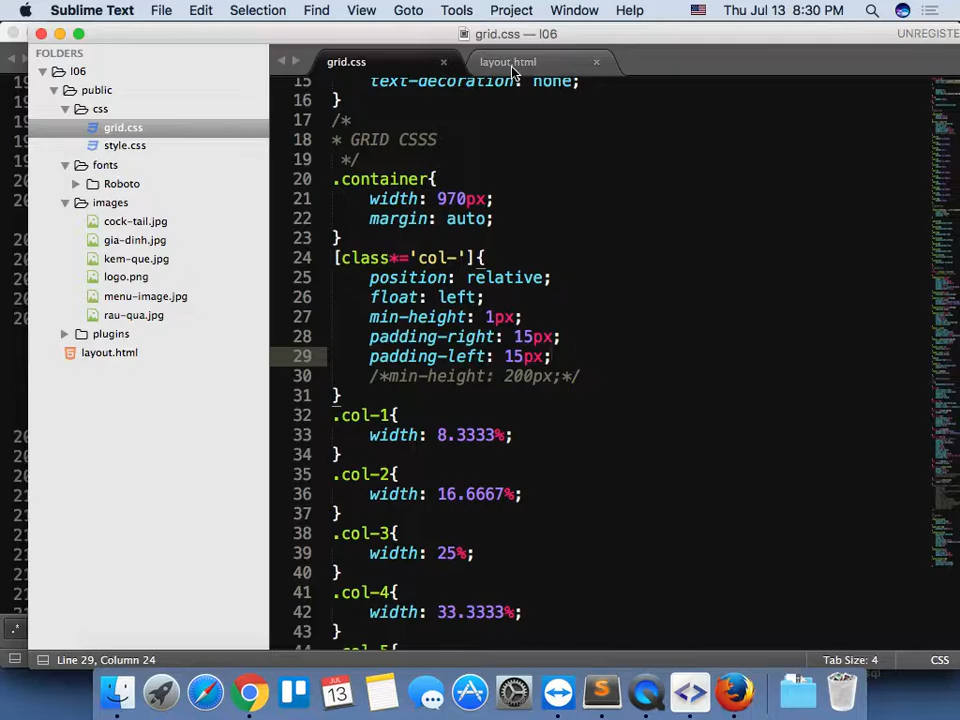 Sublime Text File Edit Selection Find View Goto Tools Project Window Help Thu Jul 13 8:30 PM
grid.css — l06
UNREGISTE
FOLDERS
l06
public
css
grid.css
style.css
fonts
Roboto
images
cock-tail.jpg
gia-dinh.jpg
kem-que.jpg
logo.png
menu-image.jpg
rau-qua.jpg
plugins
layout.html
grid.css × layout.html ×
15 text-decoration: none;
16 }
17 /*
18 * GRID CSSS
19 */
20 .container{
21 width: 970px;
22 margin: auto;
23 }
24 [class*='col-']{
25 position: relative;
26 float: left;
27 min-height: 1px;
28 padding-right: 15px;
29 padding-left: 15px;
30 /*min-height: 200px;*/
31 }
32 .col-1{
33 width: 8.3333%;
34 }
35 .col-2{
36 width: 16.6667%;
37 }
38 .col-3{
39 width: 25%;
40 }
41 .col-4{
42 width: 33.3333%;
43 }
Line 29, Column 24
Tab Size: 4
CSS
JUL
13